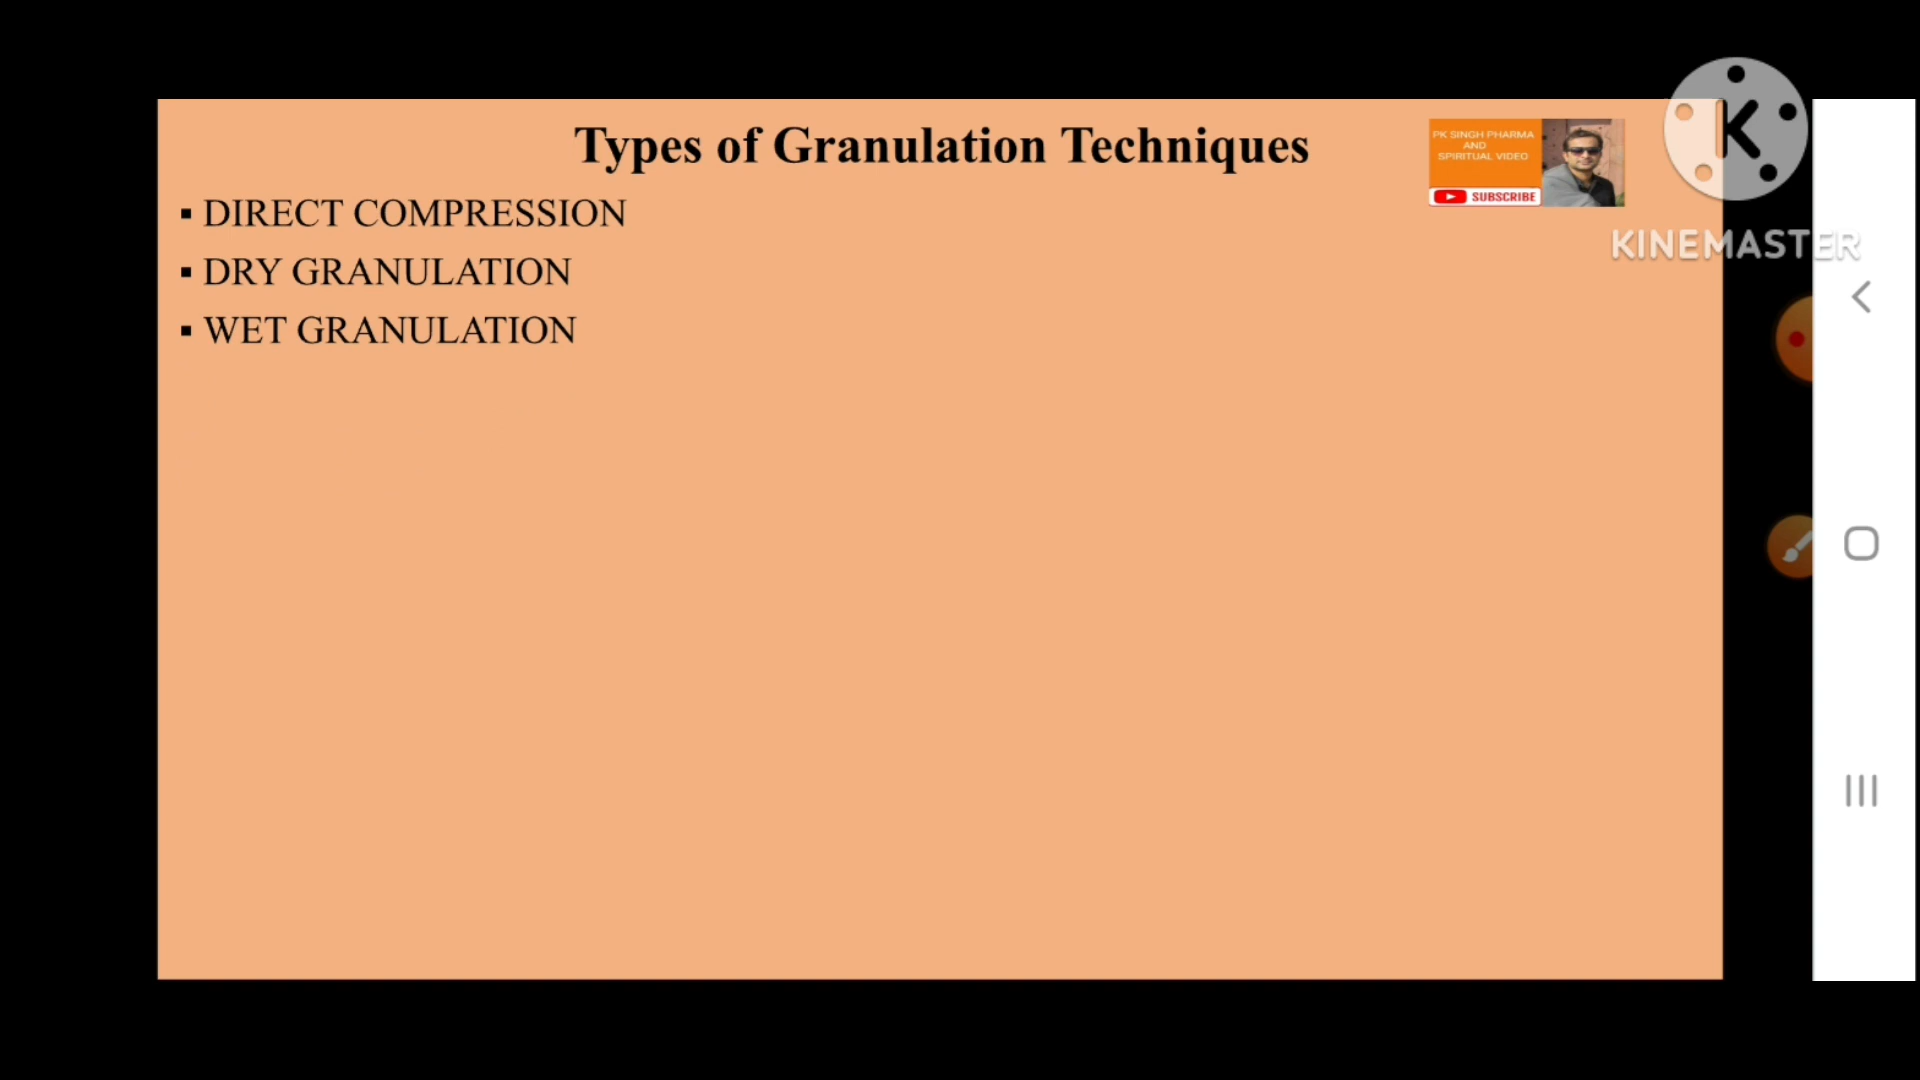 Types of Granulation Techniques
PK SINGH PHARMA
AND
SPIRITUAL VIDEO
SUBSCRIBE
▪ DIRECT COMPRESSION
▪ DRY GRANULATION
▪ WET GRANULATION
K
KINEMASTER